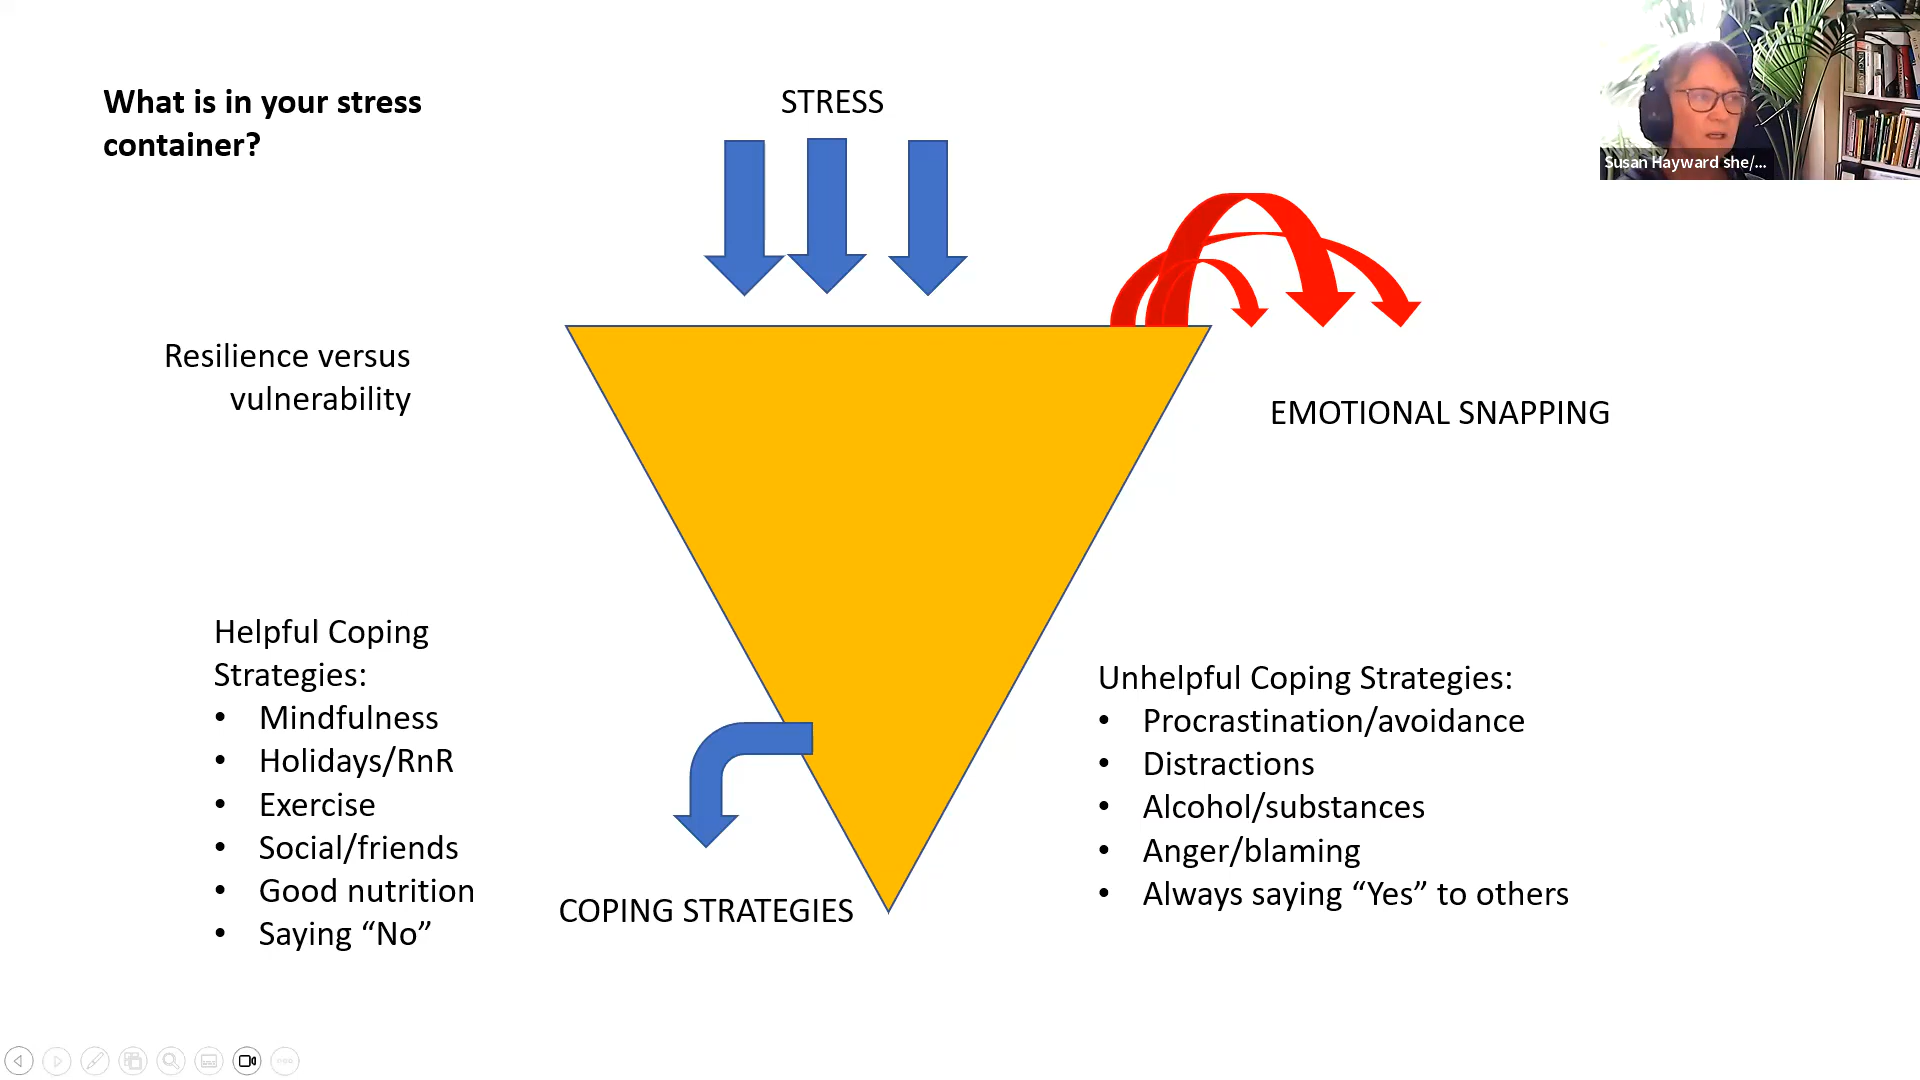 What is in your stress
container?
STRESS
Susan Hayward she/...
Resilience versus
vulnerability
EMOTIONAL SNAPPING
Helpful Coping
Strategies:
• Mindfulness
• Holidays/RnR
• Exercise
• Social/friends
• Good nutrition
• Saying “No”
COPING STRATEGIES
Unhelpful Coping Strategies:
• Procrastination/avoidance
• Distractions
• Alcohol/substances
• Anger/blaming
• Always saying “Yes” to others